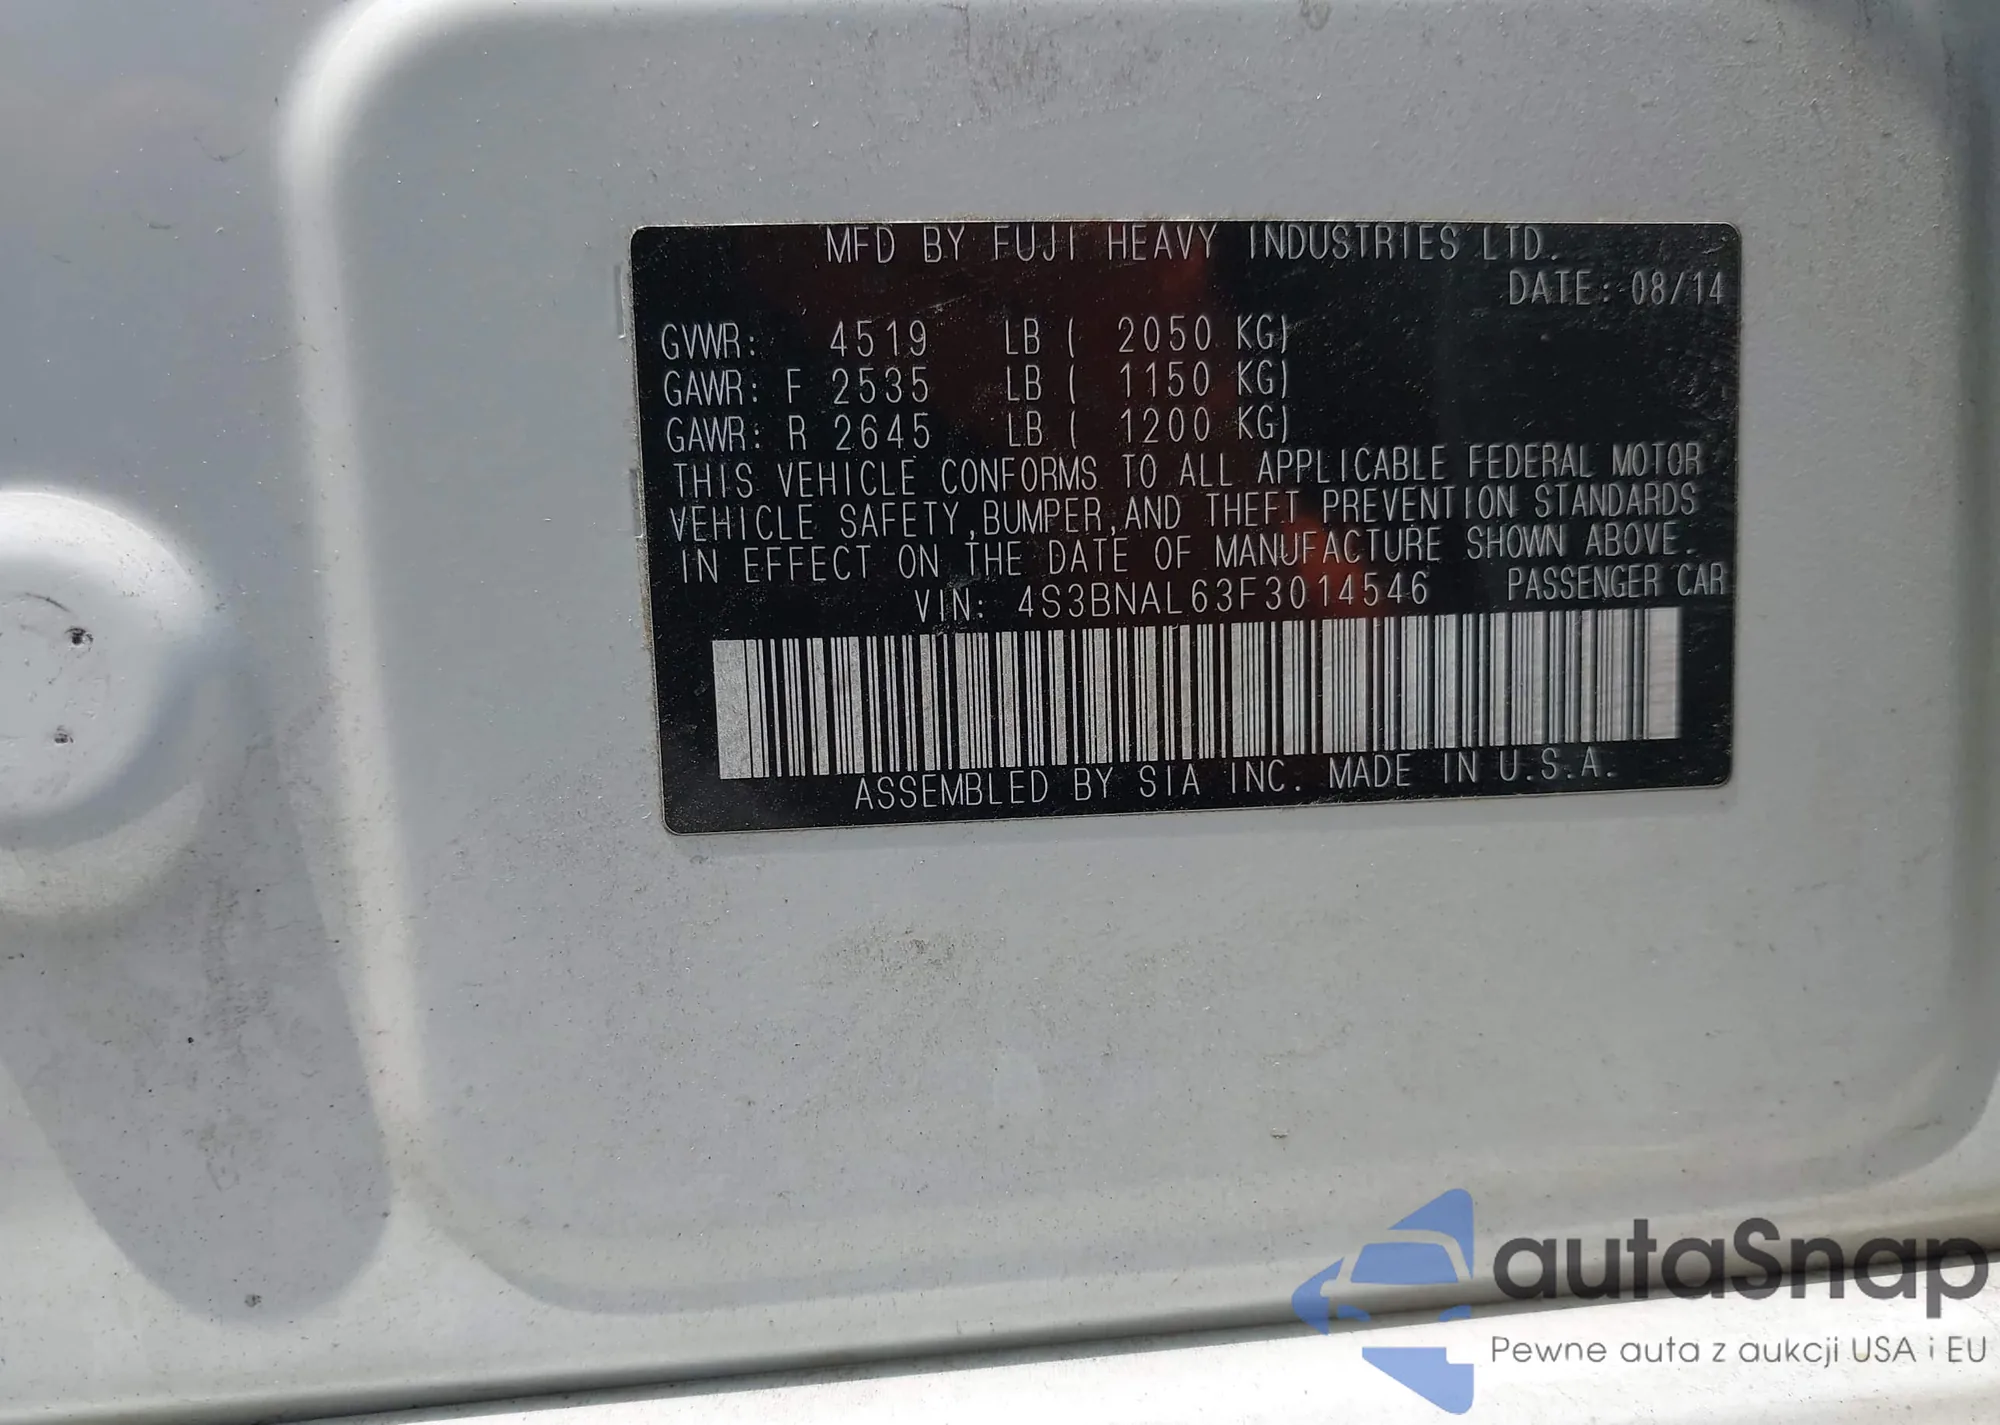 MFD BY FUJI HEAVY INDUSTRIES LTD.
DATE: 08/14
GVWR: 4519 LB ( 2050 KG)
GAWR: F 2535 LB ( 1150 KG)
GAWR: R 2645 LB ( 1200 KG)
THIS VEHICLE CONFORMS TO ALL APPLICABLE FEDERAL MOTOR
VEHICLE SAFETY,BUMPER,AND THEFT PREVENTION STANDARDS
IN EFFECT ON THE DATE OF MANUFACTURE SHOWN ABOVE.
VIN: 4S3BNAL63F3014546 PASSENGER CAR
ASSEMBLED BY SIA INC. MADE IN U.S.A.
autaSnap
Pewne auta z aukcji USA i EU